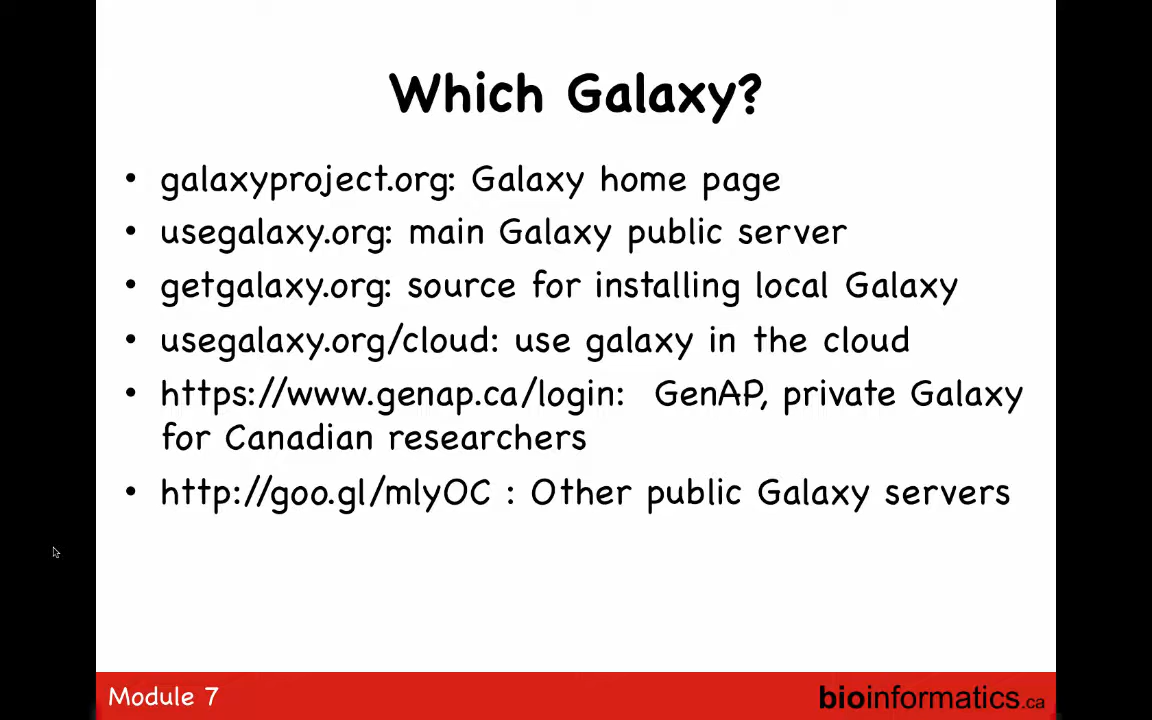 Which Galaxy?
• galaxyproject.org: Galaxy home page
• usegalaxy.org: main Galaxy public server
• getgalaxy.org: source for installing local Galaxy
• usegalaxy.org/cloud: use galaxy in the cloud
• https://www.genap.ca/login: GenAP, private Galaxy
for Canadian researchers
• http://goo.gl/mlyOC : Other public Galaxy servers
Module 7
bioinformatics.ca